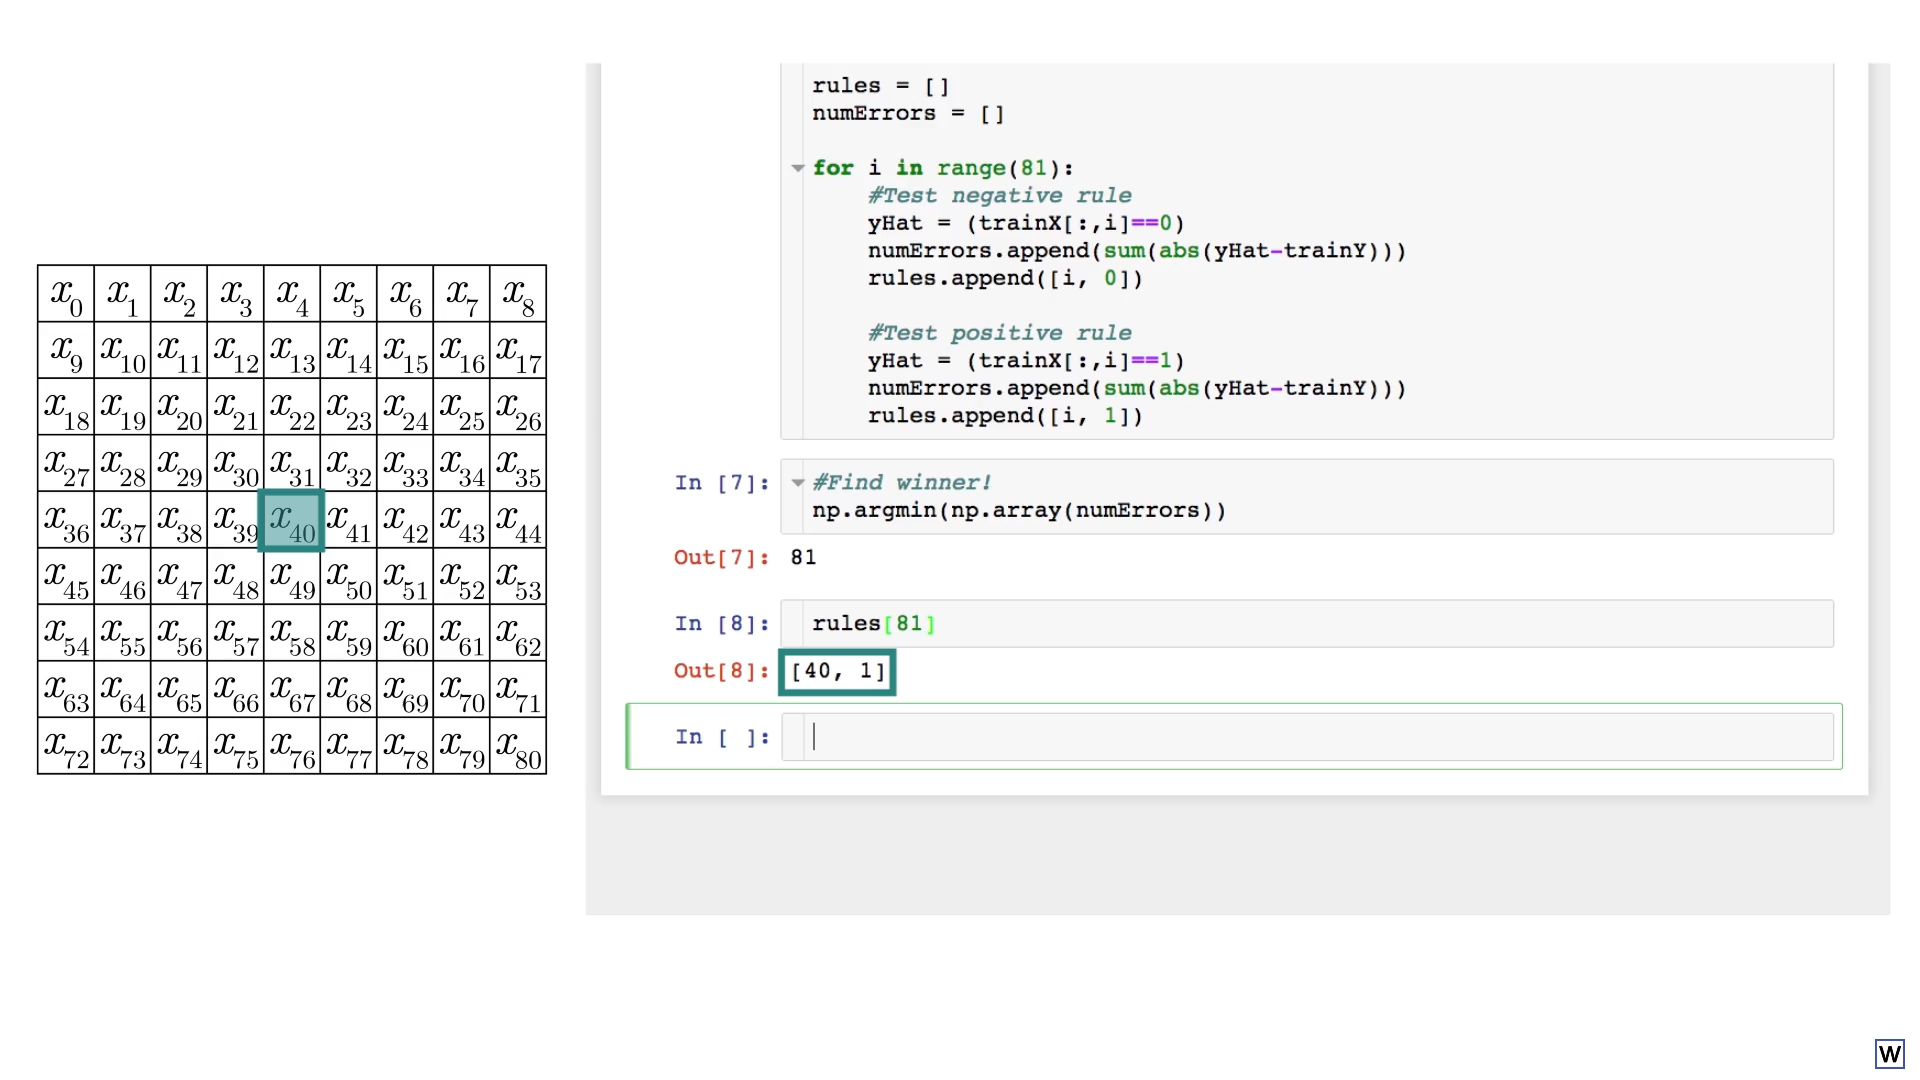 x0 x1 x2 x3 x4 x5 x6 x7 x8
x9 x10 x11 x12 x13 x14 x15 x16 x17
x18 x19 x20 x21 x22 x23 x24 x25 x26
x27 x28 x29 x30 x31 x32 x33 x34 x35
x36 x37 x38 x39 x40 x41 x42 x43 x44
x45 x46 x47 x48 x49 x50 x51 x52 x53
x54 x55 x56 x57 x58 x59 x60 x61 x62
x63 x64 x65 x66 x67 x68 x69 x70 x71
x72 x73 x74 x75 x76 x77 x78 x79 x80
rules = []
numErrors = []
for i in range(81):
#Test negative rule
yHat = (trainX[:,i]==0)
numErrors.append(sum(abs(yHat-trainY)))
rules.append([i, 0])
#Test positive rule
yHat = (trainX[:,i]==1)
numErrors.append(sum(abs(yHat-trainY)))
rules.append([i, 1])
In [7]: #Find winner!
np.argmin(np.array(numErrors))
Out[7]: 81
In [8]: rules[81]
Out[8]: [40, 1]
In [ ]:
W